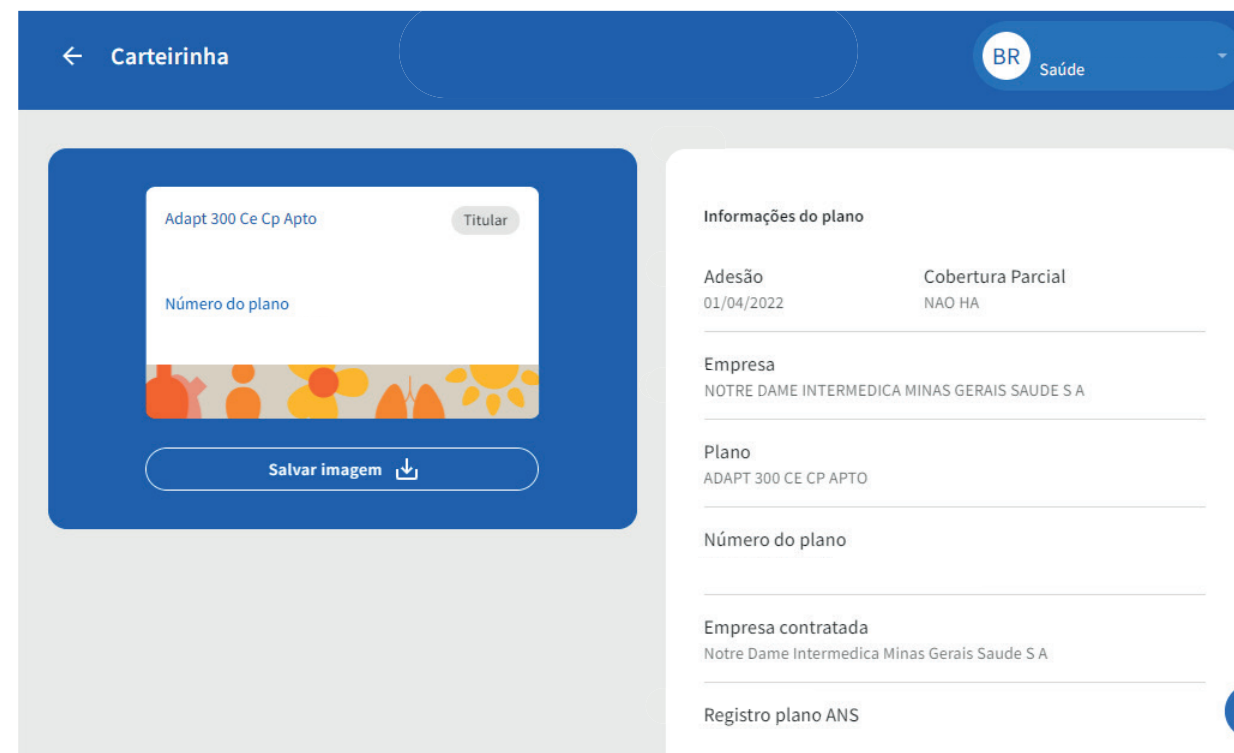 Carteirinha
BR
Saúde
Adapt 300 Ce Cp Apto
Titular
Número do plano
Salvar imagem
Informações do plano
Adesão
Cobertura Parcial
01/04/2022
NAO HA
Empresa
NOTRE DAME INTERMEDICA MINAS GERAIS SAUDE S A
Plano
ADAPT 300 CE CP APTO
Número do plano
Empresa contratada
Notre Dame Intermedica Minas Gerais Saude S A
Registro plano ANS